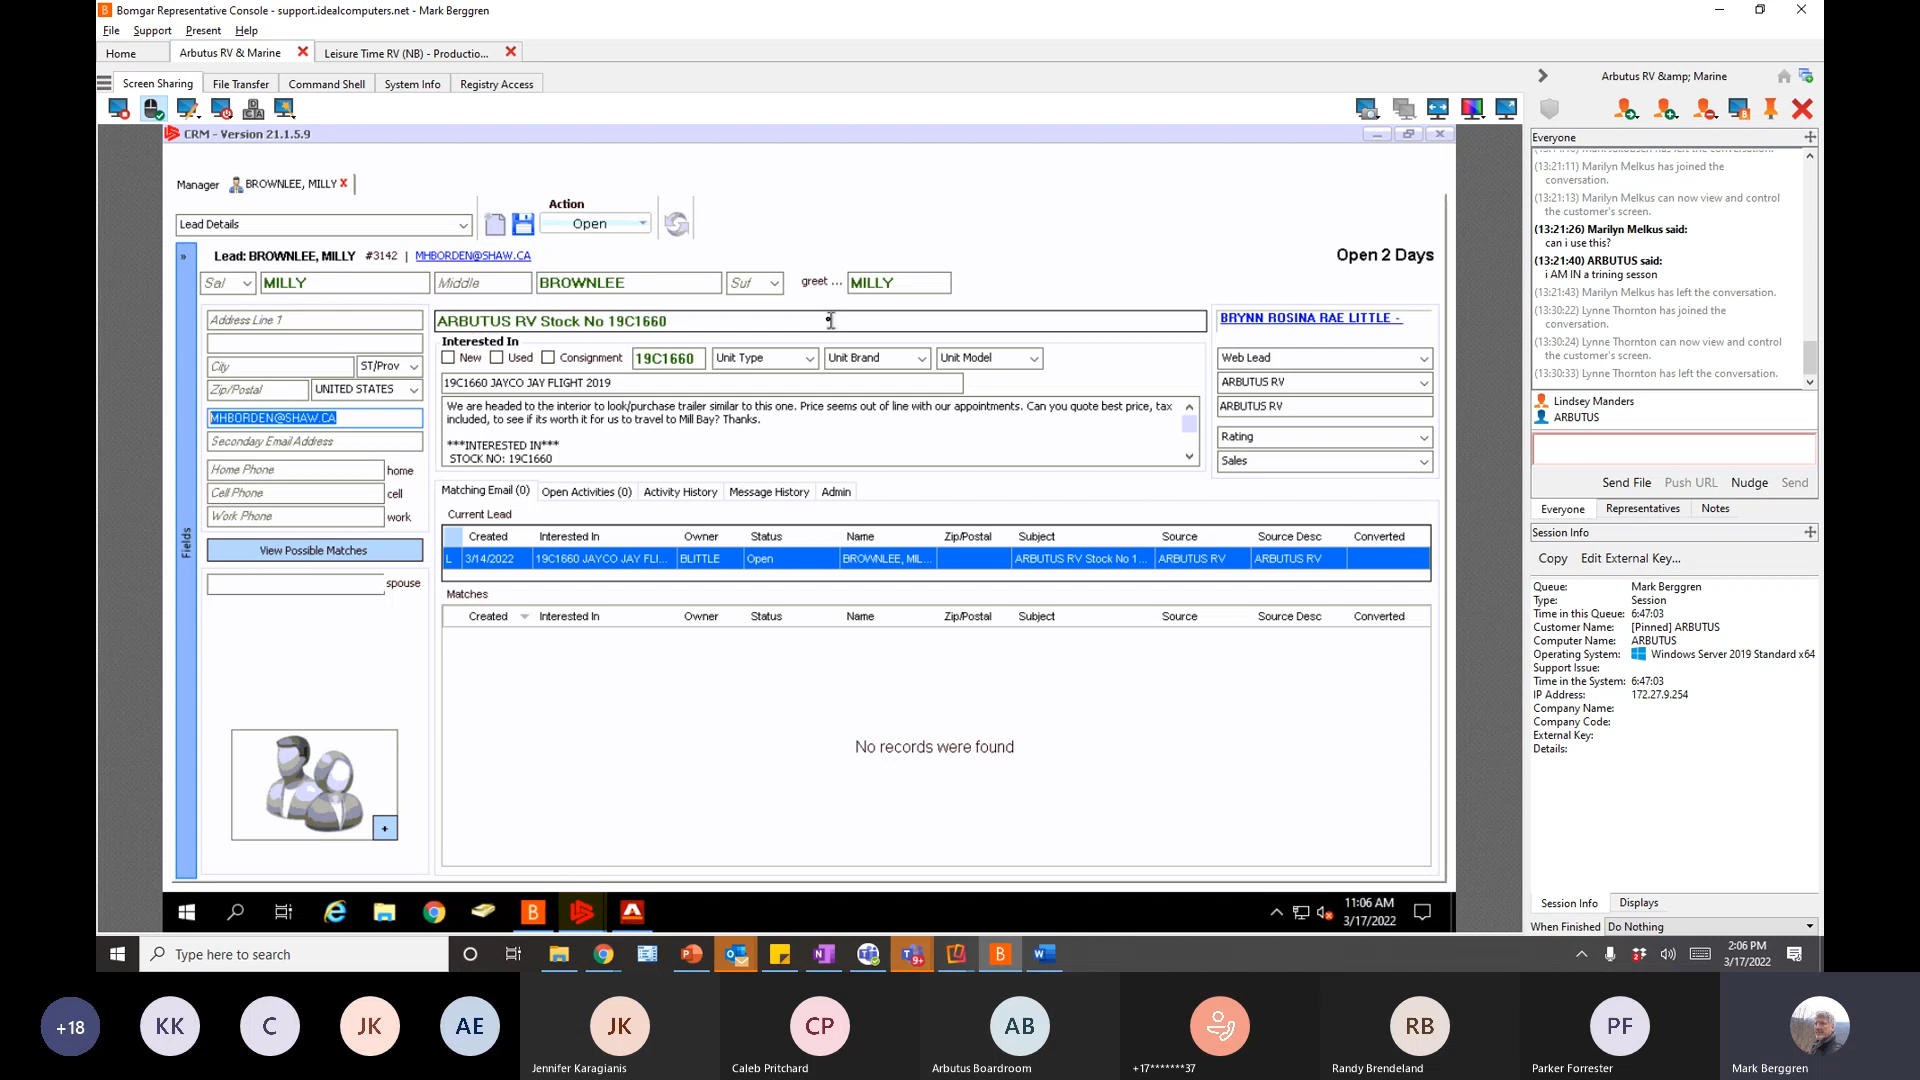 Bomgar Representative Console - support.idealcomputers.net - Mark Berggren
File Support Present Help
Home Arbutus RV & Marine Leisure Time RV (NB) - Productio...
Screen Sharing File Transfer Command Shell System Info Registry Access
Arbutus RV &amp; Marine
CRM - Version 21.1.5.9
Manager BROWNLEE, MILLY x
Action
Lead Details Open
Lead: BROWNLEE, MILLY #3142 | MHBORDEN@SHAW.CA Open 2 Days
Sal MILLY Middle BROWNLEE Suf greet ... MILLY
Address Line 1
City ST/Prov
Zip/Postal UNITED STATES
MHBORDEN@SHAW.CA
Secondary Email Address
Home Phone home
Cell Phone cell
Work Phone work
View Possible Matches
spouse
Fields
ARBUTUS RV Stock No 19C1660
Interested In
New Used Consignment 19C1660 Unit Type Unit Brand Unit Model
19C1660 JAYCO JAY FLIGHT 2019
We are headed to the interior to look/purchase trailer similar to this one. Price seems out of line with our appointments. Can you quote best price, tax
included, to see if its worth it for us to travel to Mill Bay? Thanks.
***INTERESTED IN***
STOCK NO: 19C1660
BRYNN ROSINA RAE LITTLE -
Web Lead
ARBUTUS RV
ARBUTUS RV
Rating
Sales
Matching Email (0) Open Activities (0) Activity History Message History Admin
Current Lead
Created Interested In Owner Status Name Zip/Postal Subject Source Source Desc Converted
L 3/14/2022 19C1660 JAYCO JAY FLI... BLITTLE Open BROWNLEE, MIL... ARBUTUS RV Stock No 1... ARBUTUS RV ARBUTUS RV
Matches
Created Interested In Owner Status Name Zip/Postal Subject Source Source Desc Converted
No records were found
11:06 AM
3/17/2022
Everyone
(13:21:11) Marilyn Melkus has joined the
conversation.
(13:21:13) Marilyn Melkus can now view and control
the customer's screen.
(13:21:26) Marilyn Melkus said:
can i use this?
(13:21:40) ARBUTUS said:
i AM IN a trining sesson
(13:21:43) Marilyn Melkus has left the conversation.
(13:30:22) Lynne Thornton has joined the
conversation.
(13:30:24) Lynne Thornton can now view and control
the customer's screen.
(13:30:33) Lynne Thornton has left the conversation.
Lindsey Manders
ARBUTUS
Send File Push URL Nudge Send
Everyone Representatives Notes
Session Info
Copy Edit External Key...
Queue: Mark Berggren
Type: Session
Time in this Queue: 6:47:03
Customer Name: [Pinned] ARBUTUS
Computer Name: ARBUTUS
Operating System: Windows Server 2019 Standard x64
Support Issue:
Time in the System: 6:47:03
IP Address: 172.27.9.254
Company Name:
Company Code:
External Key:
Details:
Session Info Displays
When Finished Do Nothing
Type here to search
2:06 PM
3/17/2022
+18 KK C JK AE JK CP AB RB PF
Jennifer Karagianis Caleb Pritchard Arbutus Boardroom +17*******37 Randy Brendeland Parker Forrester Mark Berggren